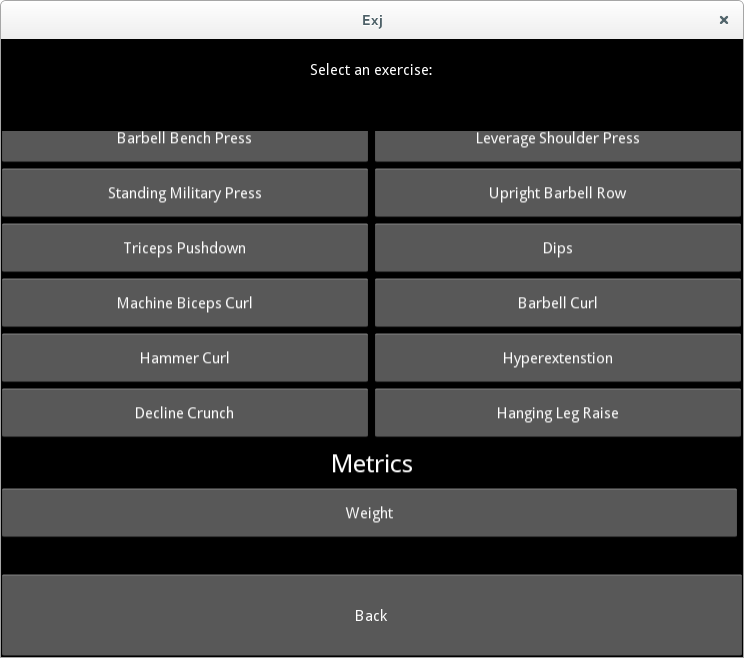 Exj
Select an exercise:
Barbell Bench Press
Leverage Shoulder Press
Standing Military Press
Upright Barbell Row
Triceps Pushdown
Dips
Machine Biceps Curl
Barbell Curl
Hammer Curl
Hyperextenstion
Decline Crunch
Hanging Leg Raise
Metrics
Weight
Back